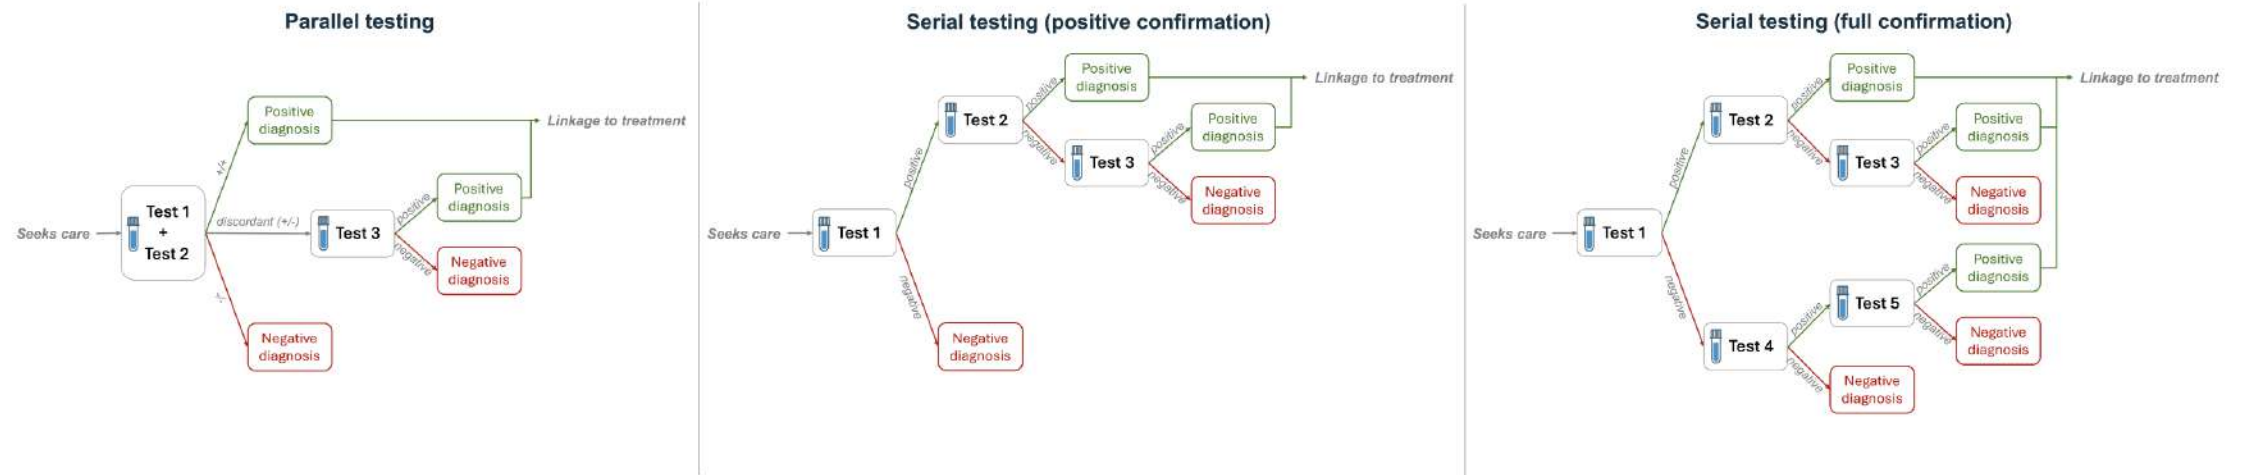 Parallel testing
Positive
diagnosis
Linkage to treatment
+/+
Positive
diagnosis
positive
Test 1
+
Test 2
discordant (+/-)
Seeks care
Test 3
negative
Negative
diagnosis
-/-
Negative
diagnosis
Serial testing (positive confirmation)
Positive
diagnosis
Linkage to treatment
positive
Test 2
Positive
diagnosis
negative
positive
Test 3
positive
negative
Negative
diagnosis
Seeks care
Test 1
negative
Negative
diagnosis
Serial testing (full confirmation)
Positive
diagnosis
Linkage to treatment
positive
Test 2
Positive
diagnosis
negative
positive
Test 3
positive
negative
Negative
diagnosis
Seeks care
Test 1
Positive
diagnosis
negative
positive
Test 5
positive
negative
Negative
diagnosis
Test 4
negative
Negative
diagnosis